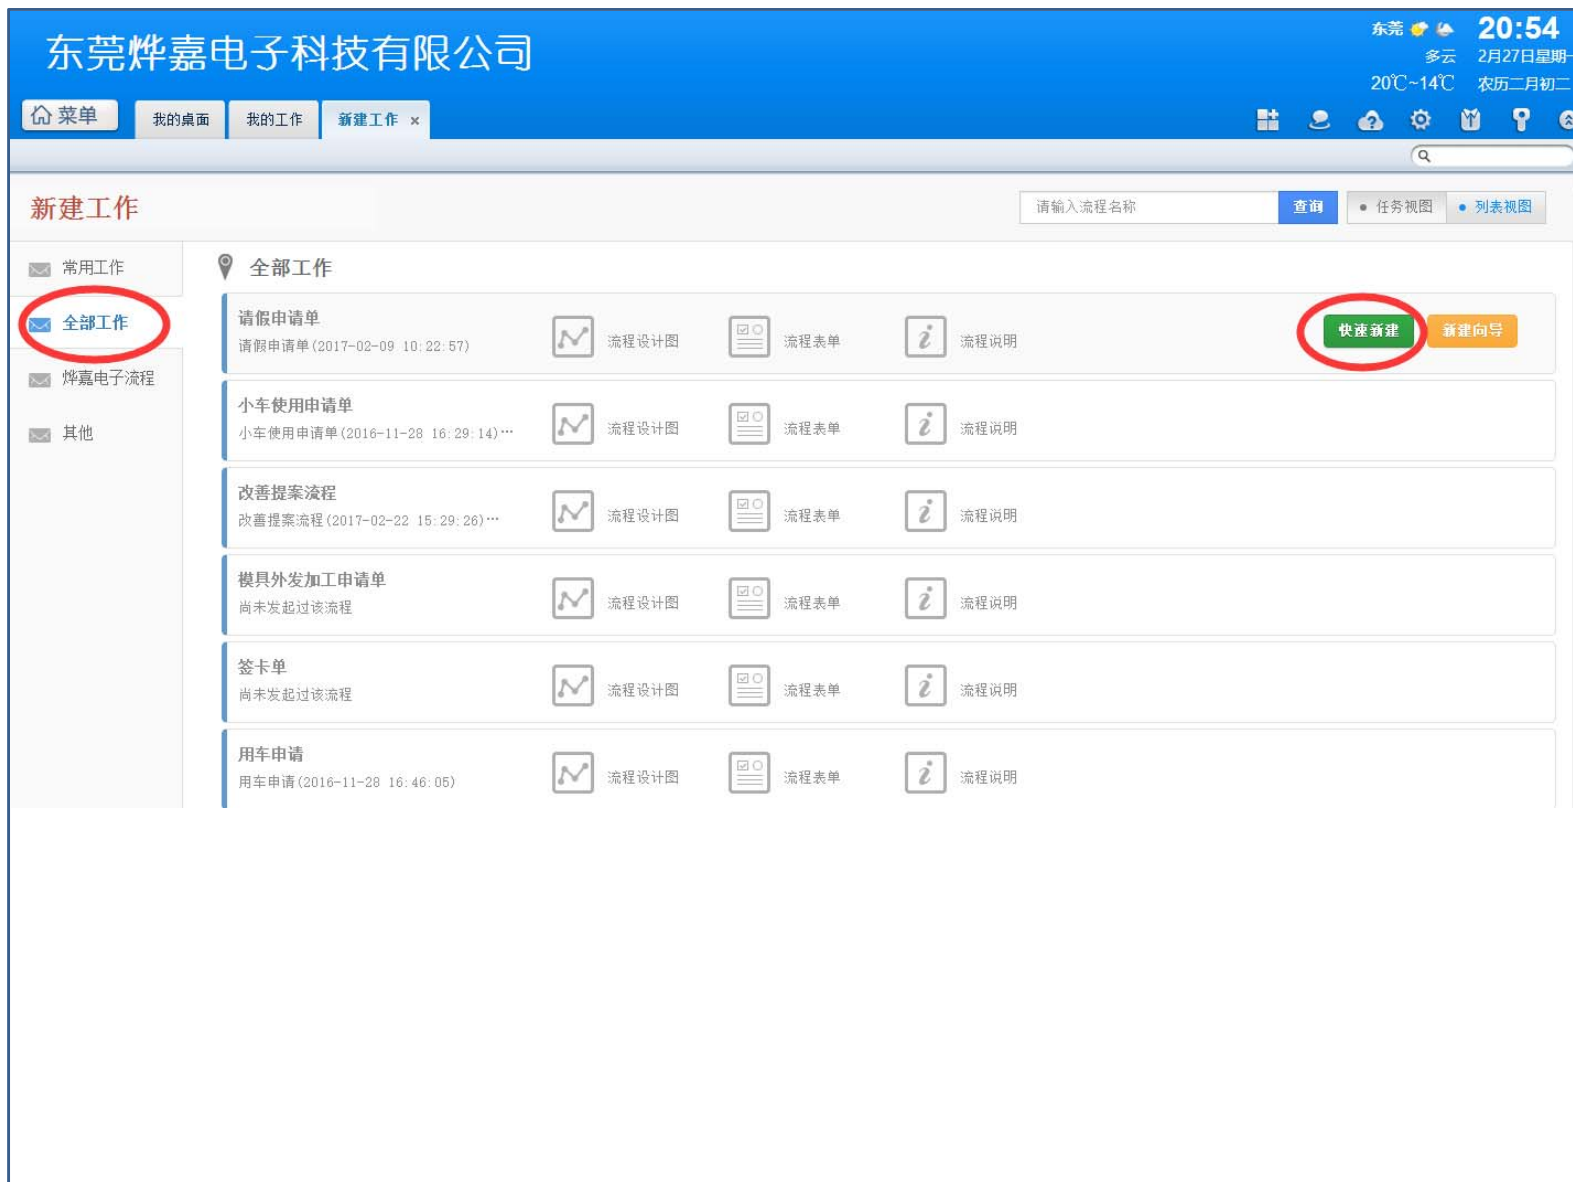 东莞烨嘉电子科技有限公司
东莞
20:54
多云
2月27日星期一
20℃~14℃
农历二月初二
菜单
我的桌面
我的工作
新建工作 ×
新建工作
请输入流程名称
查询
任务视图
列表视图
常用工作
全部工作
烨嘉电子流程
其他
全部工作
请假申请单
请假申请单(2017-02-09 10:22:57)
流程设计图
流程表单
流程说明
快速新建
新建向导
小车使用申请单
小车使用申请单(2016-11-28 16:29:14)…
流程设计图
流程表单
流程说明
改善提案流程
改善提案流程(2017-02-22 15:29:26)…
流程设计图
流程表单
流程说明
模具外发加工申请单
尚未发起过该流程
流程设计图
流程表单
流程说明
签卡单
尚未发起过该流程
流程设计图
流程表单
流程说明
用车申请
用车申请(2016-11-28 16:46:05)
流程设计图
流程表单
流程说明